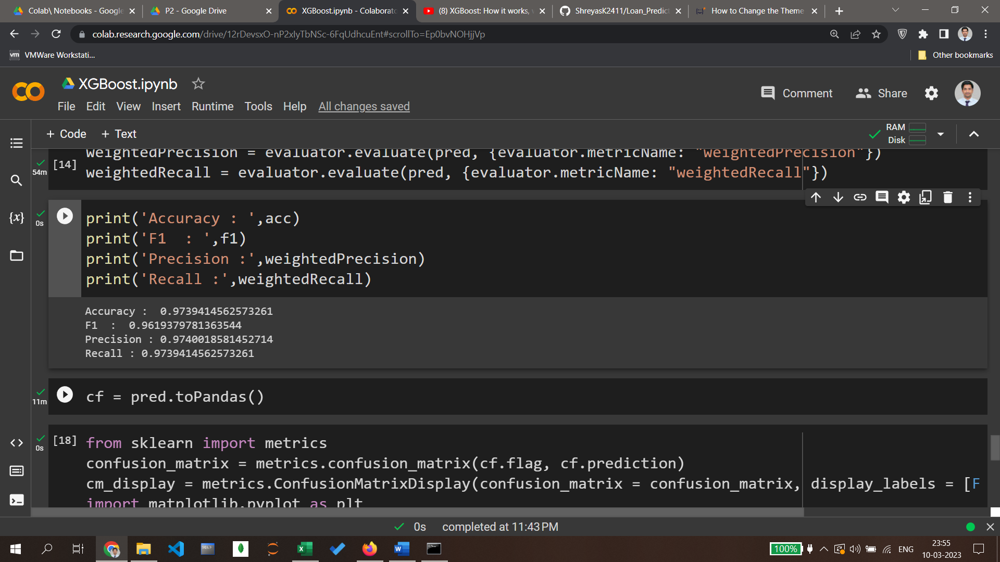 Colab\ Notebooks - Google
P2 - Google Drive
XGBoost.ipynb - Colaborato
(8) XGBoost: How it works,
ShreyasK2411/Loan_Predict
How to Change the Theme
colab.research.google.com/drive/12rDevsxO-nP2xIyTbNSc-6FqUdhcuEnt#scrollTo=Ep0bvNOHjjVp
vm VMWare Workstati...
Other bookmarks
XGBoost.ipynb
Comment
Share
File Edit View Insert Runtime Tools Help All changes saved
+ Code + Text
RAM
Disk
54m
[14]
weightedPrecision = evaluator.evaluate(pred, {evaluator.metricName: "weightedPrecision"})
weightedRecall = evaluator.evaluate(pred, {evaluator.metricName: "weightedRecall"})
{x}
0s
print('Accuracy : ',acc)
print('F1  : ',f1)
print('Precision :',weightedPrecision)
print('Recall :',weightedRecall)
Accuracy :  0.9739414562573261
F1  :  0.9619379781363544
Precision : 0.9740018581452714
Recall : 0.9739414562573261
11m
cf = pred.toPandas()
0s
[18]
from sklearn import metrics
confusion_matrix = metrics.confusion_matrix(cf.flag, cf.prediction)
cm_display = metrics.ConfusionMatrixDisplay(confusion_matrix = confusion_matrix, display_labels = [F
import matplotlib.pyplot as plt
0s completed at 11:43 PM
SQL>
100%
ENG
23:55
10-03-2023